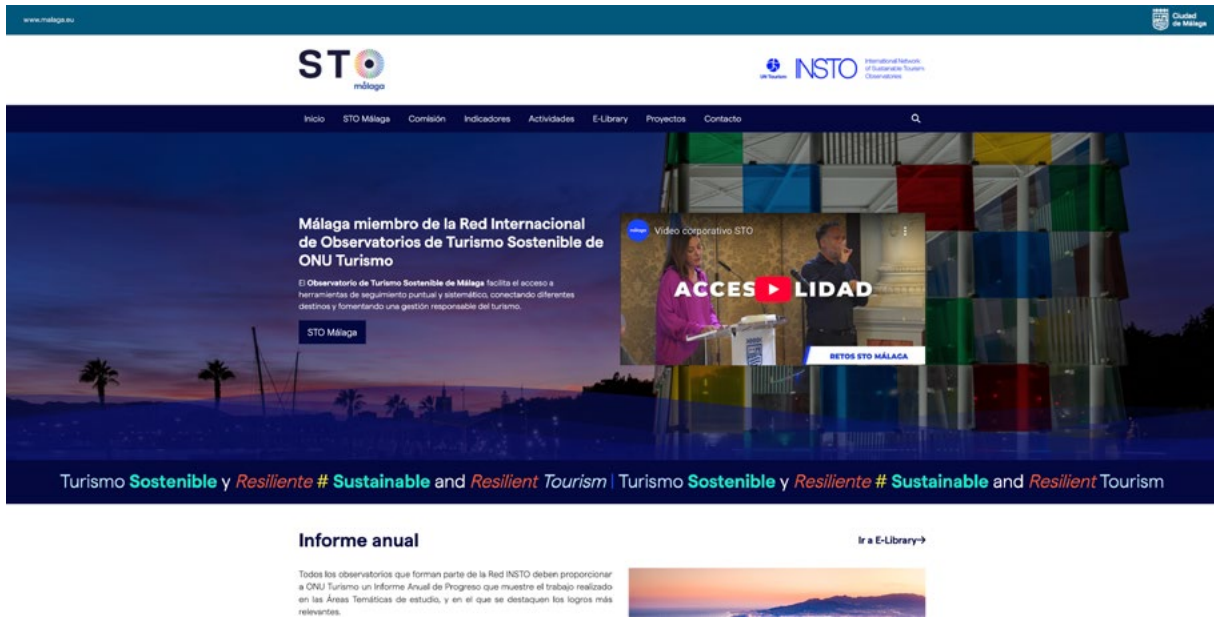 www.malaga.eu
Ciudad
de Málaga
STO
málaga
UN Tourism
INSTO
International Network
of Sustainable Tourism
Observatories
Inicio STO Málaga Comisión Indicadores Actividades E-Library Proyectos Contacto
Málaga miembro de la Red Internacional
de Observatorios de Turismo Sostenible de
ONU Turismo
El Observatorio de Turismo Sostenible de Málaga facilita el acceso a
herramientas de seguimiento puntual y sistemático, conectando diferentes
destinos y fomentando una gestión responsable del turismo.
STO Málaga
málaga
Vídeo corporativo STO
ACCES LIDAD
RETOS STO MÁLAGA
Turismo Sostenible y Resiliente # Sustainable and Resilient Tourism | Turismo Sostenible y Resiliente # Sustainable and Resilient Tourism
Informe anual
Ir a E-Library→
Todos los observatorios que forman parte de la Red INSTO deben proporcionar
a ONU Turismo un Informe Anual de Progreso que muestre el trabajo realizado
en las Áreas Temáticas de estudio, y en el que se destaquen los logros más
relevantes.